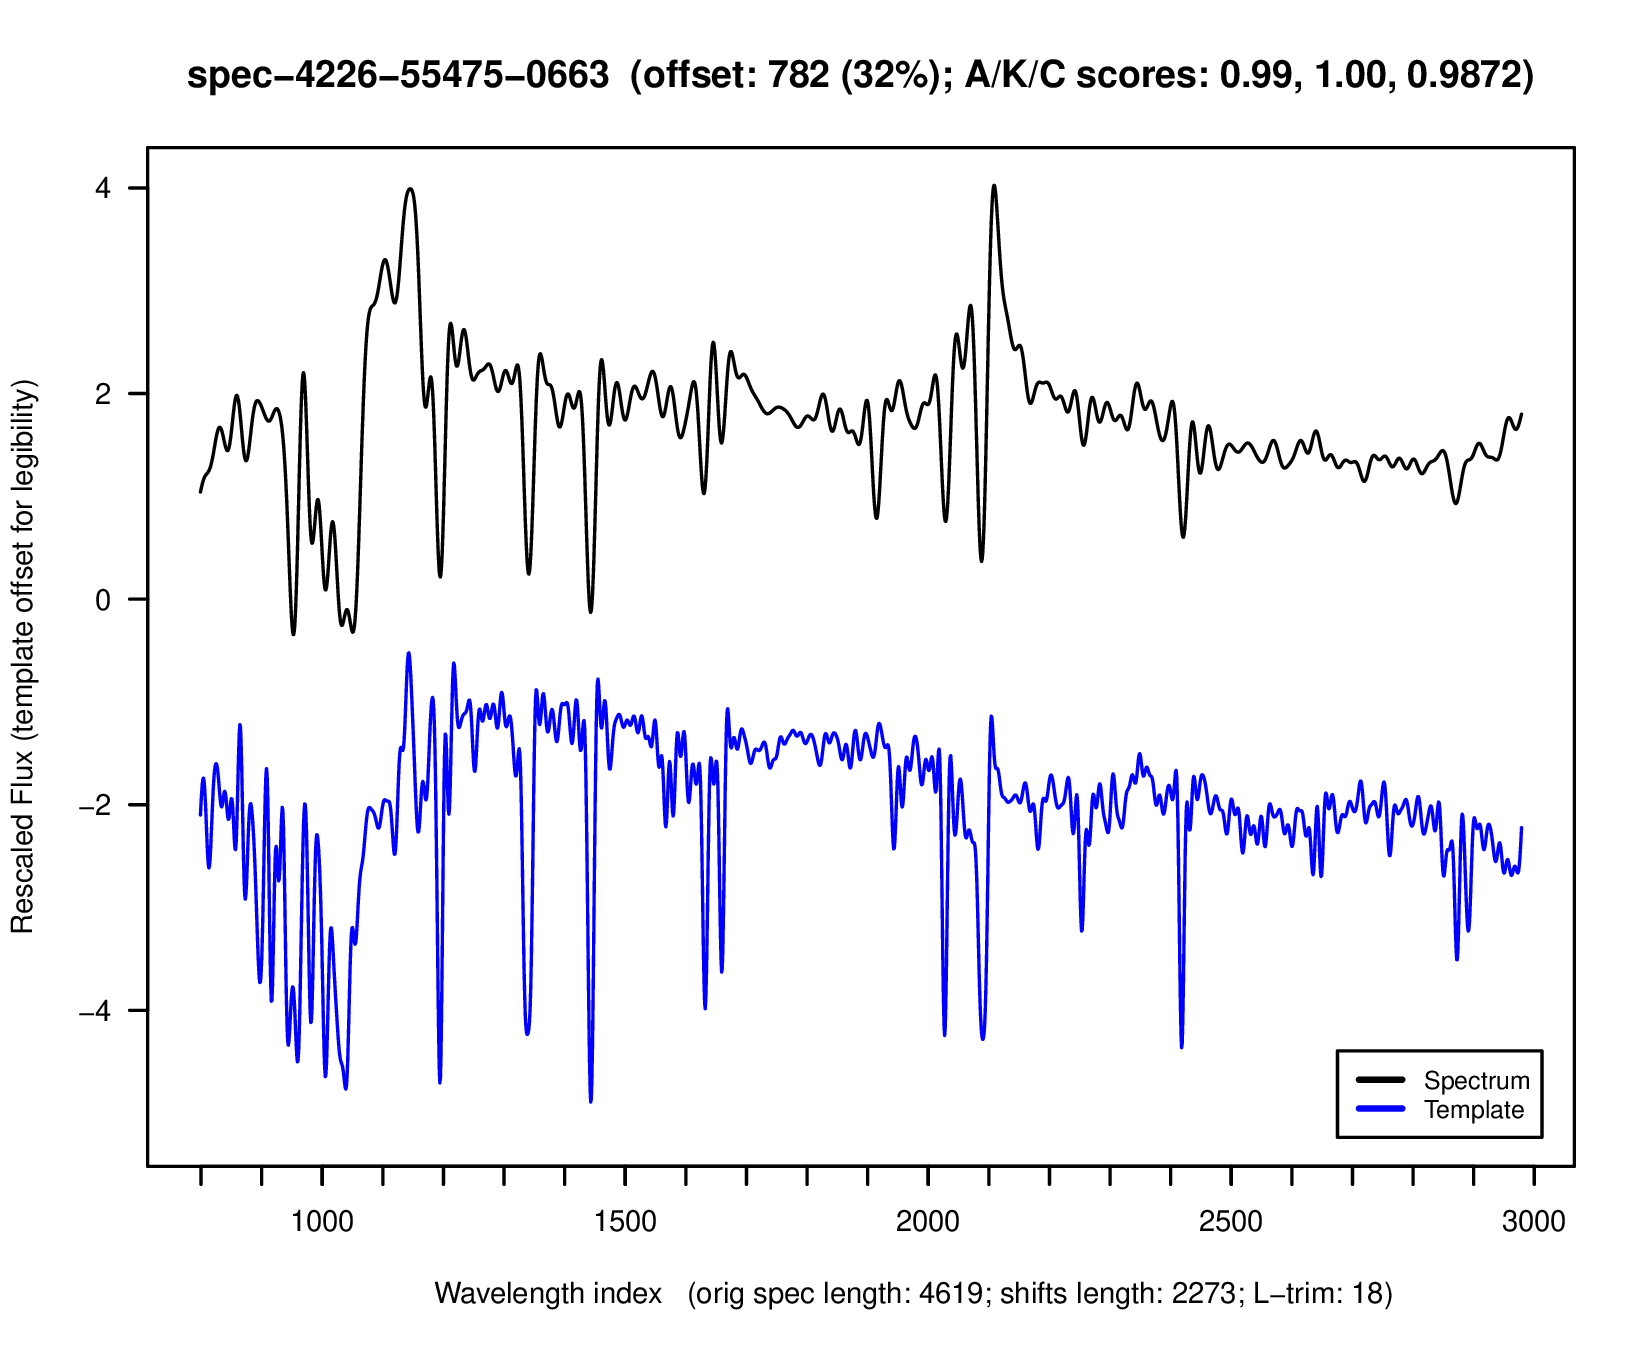 spec−4226−55475−0663  (offset: 782 (32%); A/K/C scores: 0.99, 1.00, 0.9872)
Rescaled Flux (template offset for legibility)
4
2
0
−2
−4
Spectrum
Template
1000 1500 2000 2500 3000
Wavelength index   (orig spec length: 4619; shifts length: 2273; L−trim: 18)